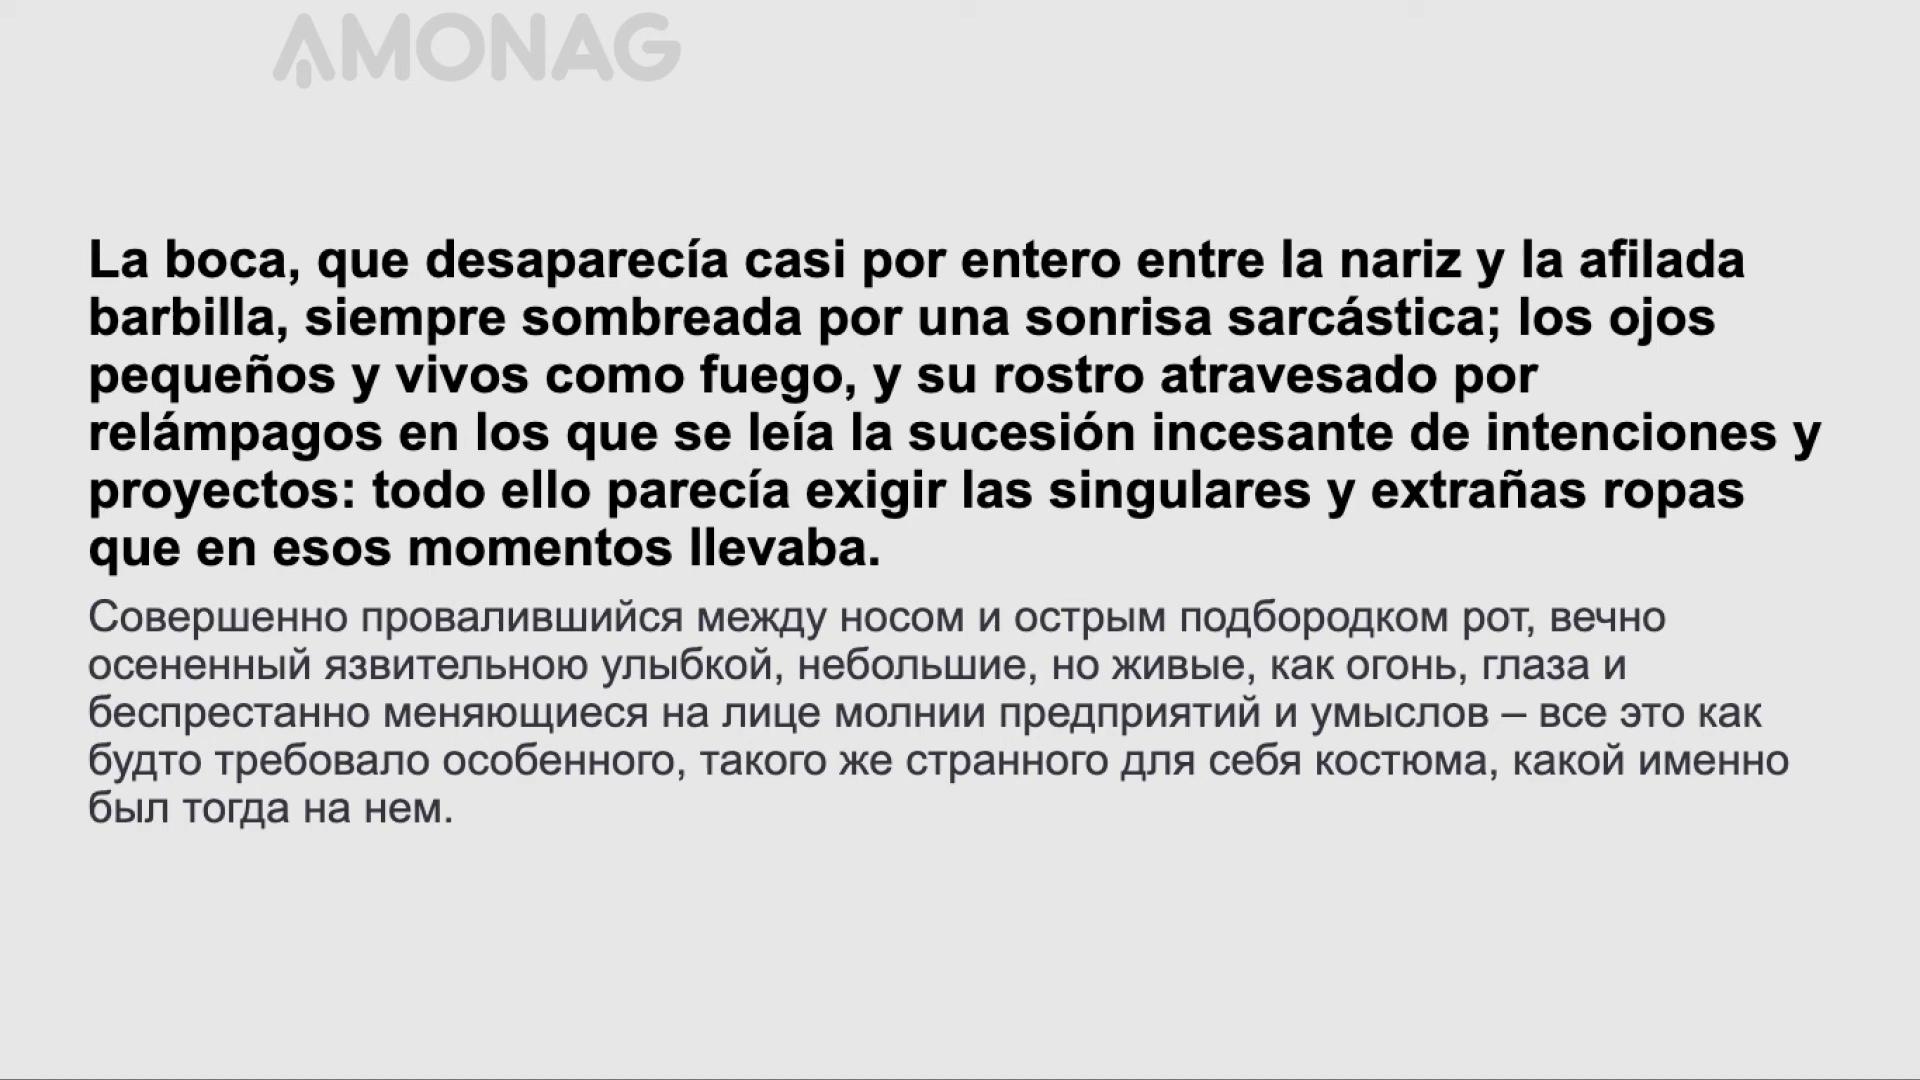 AMONAG
La boca, que desaparecía casi por entero entre la nariz y la afilada
barbilla, siempre sombreada por una sonrisa sarcástica; los ojos
pequeños y vivos como fuego, y su rostro atravesado por
relámpagos en los que se leía la sucesión incesante de intenciones y
proyectos: todo ello parecía exigir las singulares y extrañas ropas
que en esos momentos llevaba.
Совершенно провалившийся между носом и острым подбородком рот, вечно
осененный язвительною улыбкой, небольшие, но живые, как огонь, глаза и
беспрестанно меняющиеся на лице молнии предприятий и умыслов – все это как
будто требовало особенного, такого же странного для себя костюма, какой именно
был тогда на нем.